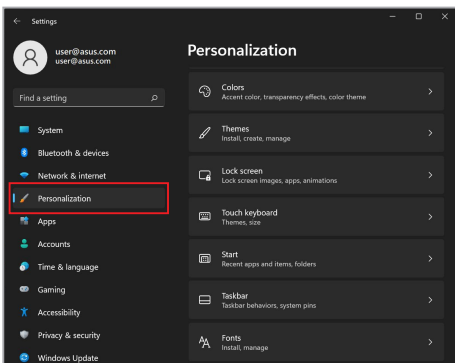 Settings
user@asus.com
user@asus.com
Find a setting
System
Bluetooth & devices
Network & internet
Personalization
Apps
Accounts
Time & language
Gaming
Accessibility
Privacy & security
Windows Update
Personalization
Colors
Accent color, transparency effects, color theme
Themes
Install, create, manage
Lock screen
Lock screen images, apps, animations
Touch keyboard
Themes, size
Start
Recent apps and items, folders
Taskbar
Taskbar behaviors, system pins
Fonts
Install, manage